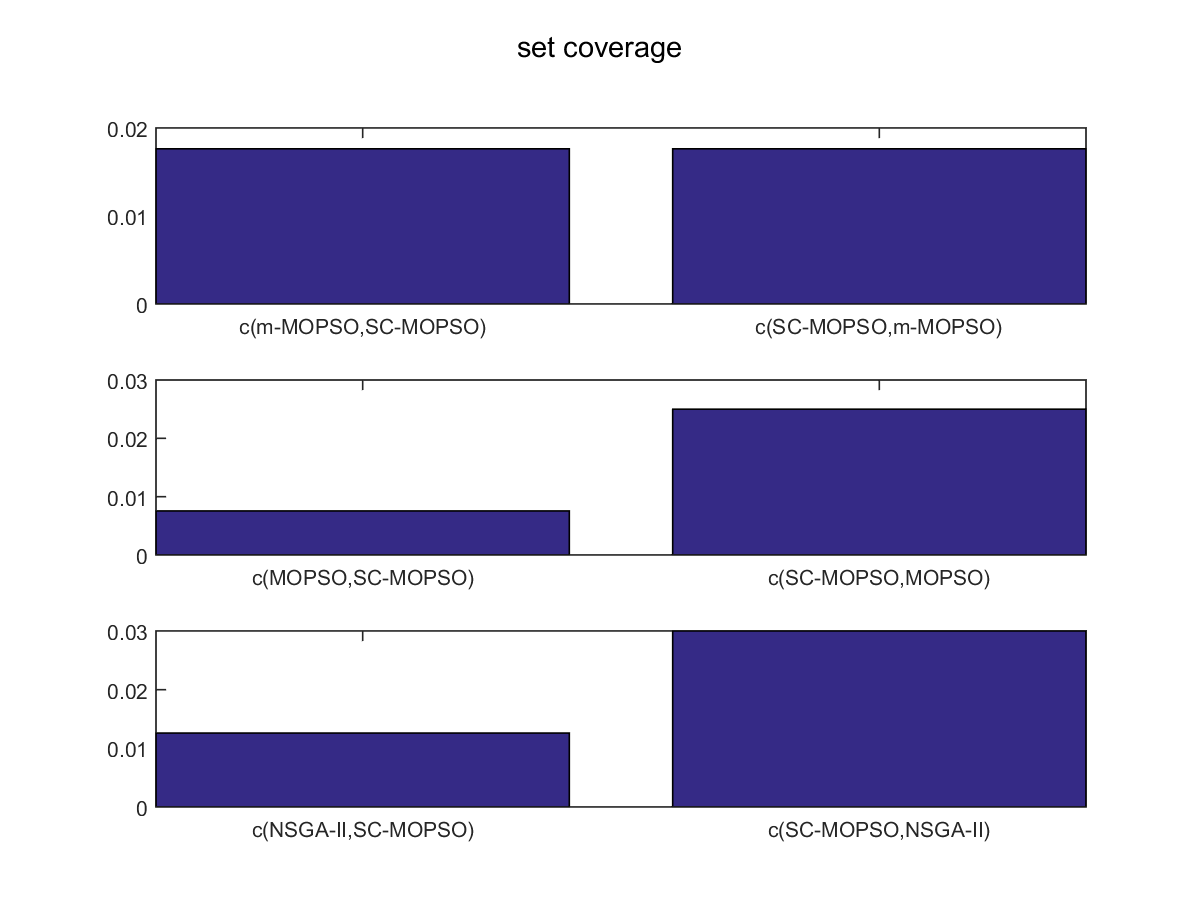 set coverage
0.02
0.01
0
c(m-MOPSO,SC-MOPSO) c(SC-MOPSO,m-MOPSO)
0.03
0.02
0.01
0
c(MOPSO,SC-MOPSO) c(SC-MOPSO,MOPSO)
0.03
0.02
0.01
0
c(NSGA-II,SC-MOPSO) c(SC-MOPSO,NSGA-II)